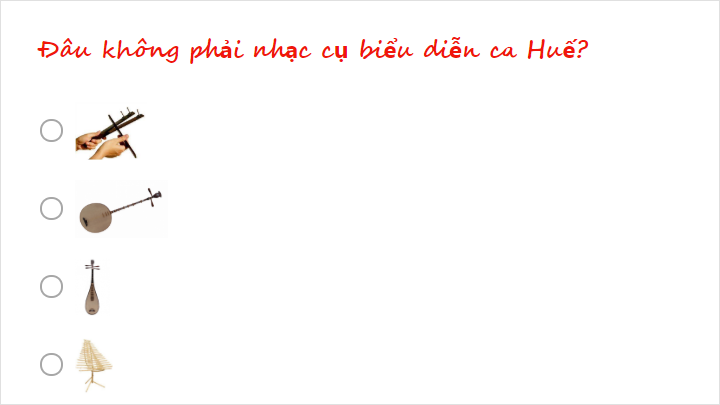 Đâu không phải nhạc cụ biểu diễn ca Huế?